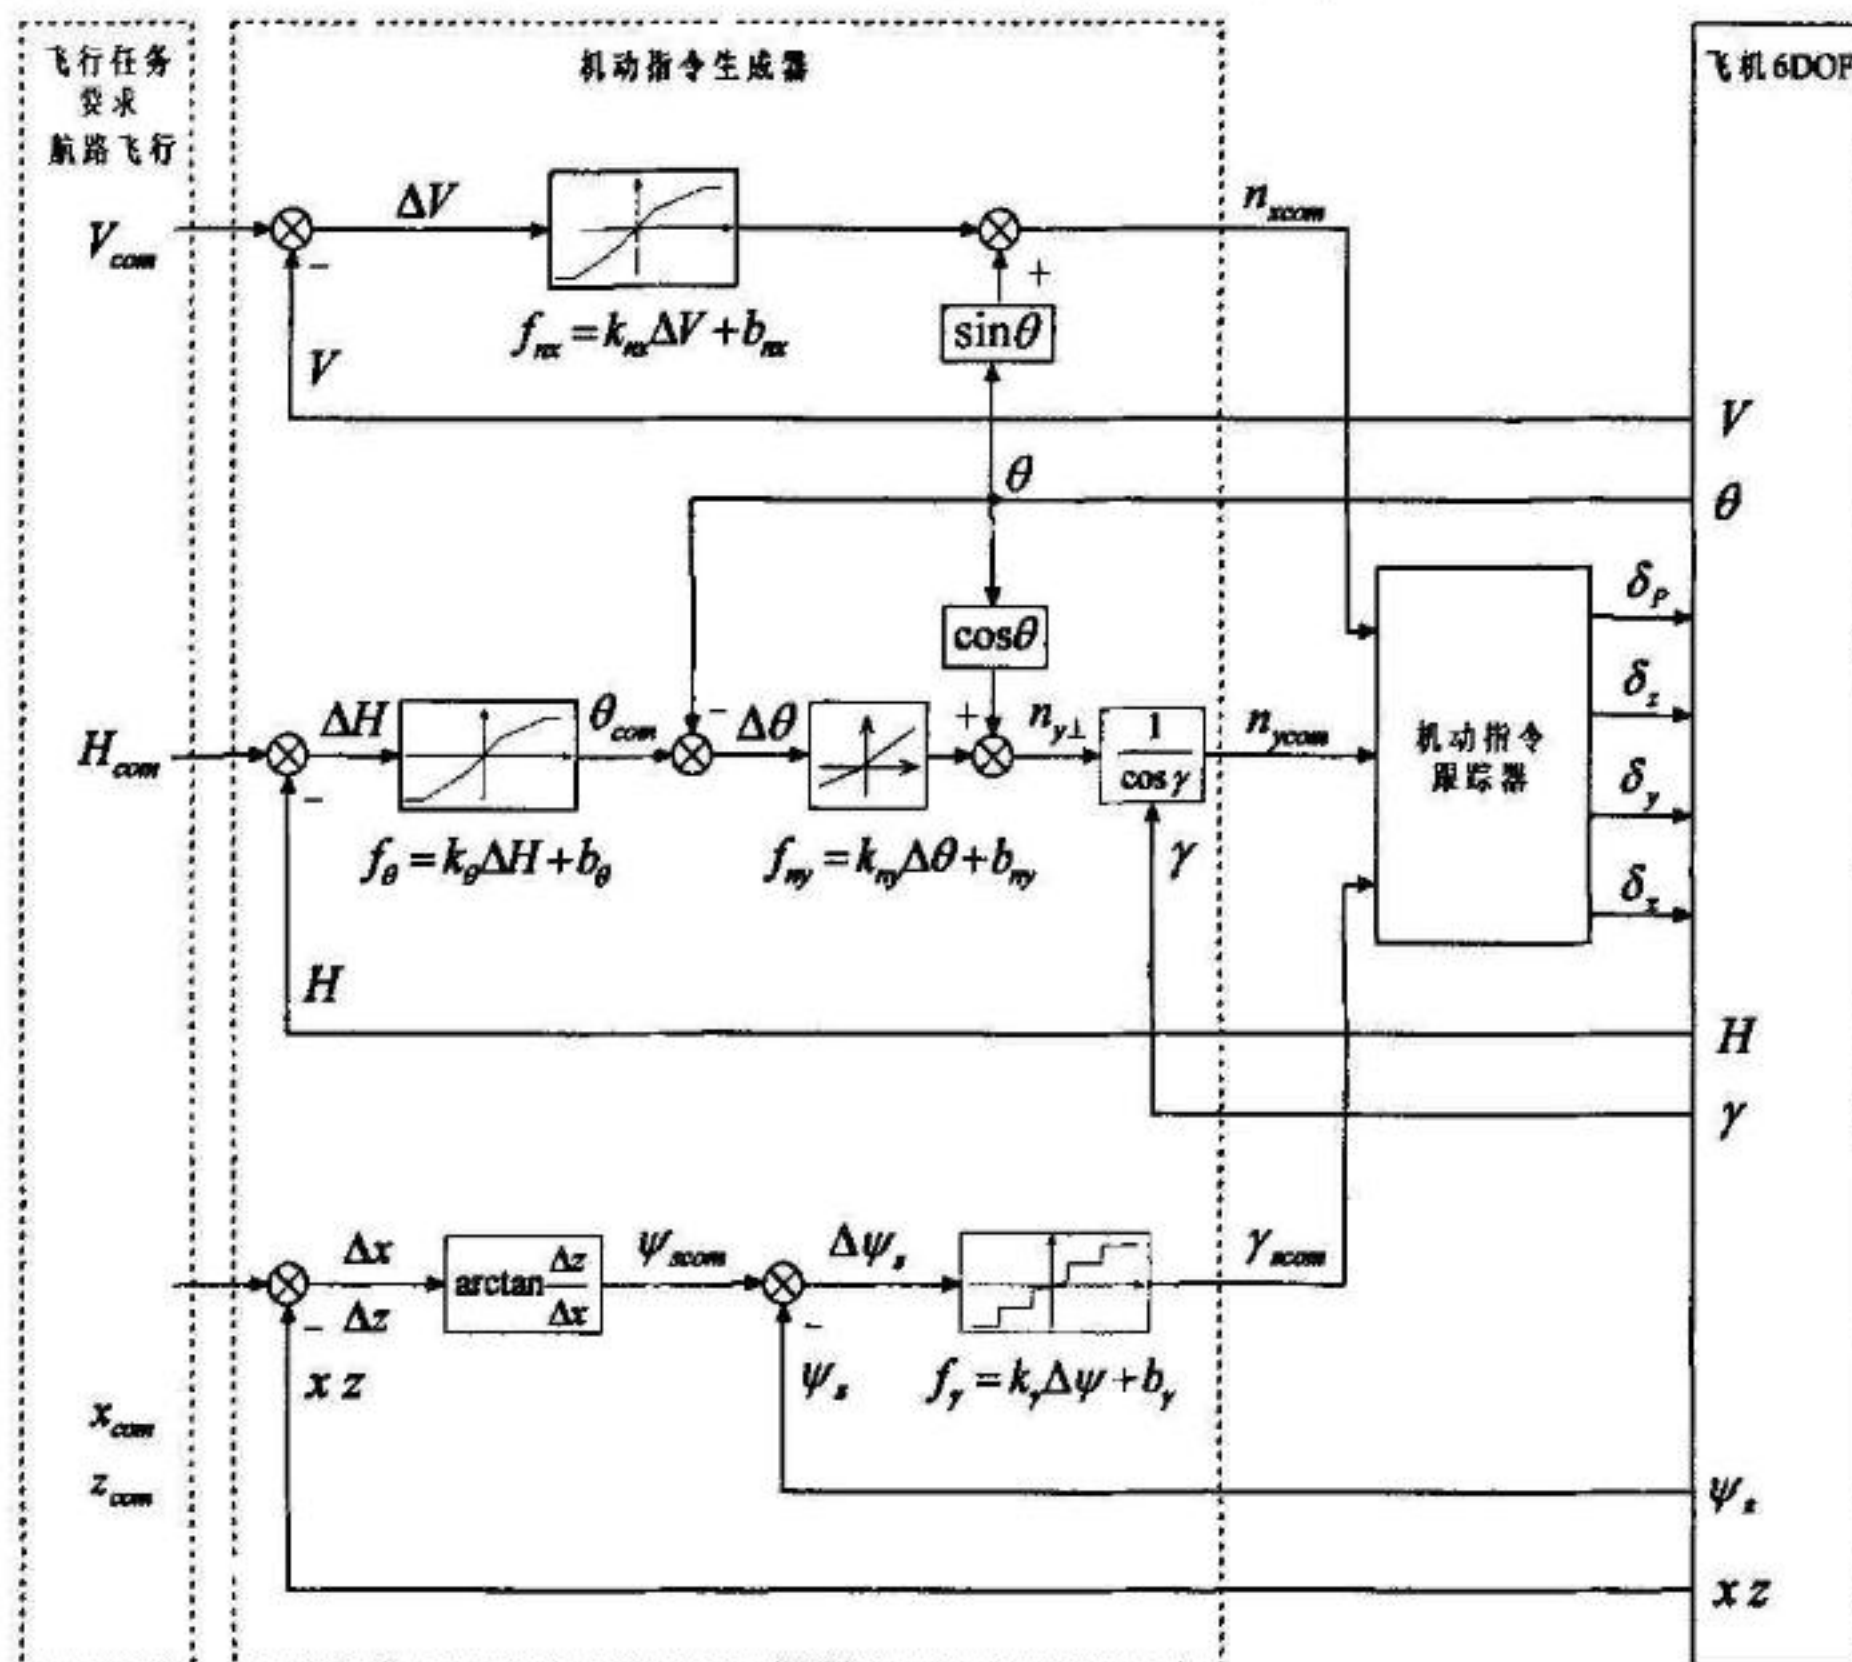 飞行任务
要求
航路飞行
机动指令生成器
飞机6DOF
V_com
ΔV
f_nx = k_nx ΔV + b_nx
V
sinθ
+
−
n_xcom
V
θ
θ
cosθ
H_com
ΔH
f_θ = k_θ ΔH + b_θ
θ_com
−
Δθ
f_ny = k_ny Δθ + b_ny
+
n_y⊥
1
cosγ
n_ycom
γ
−
H
机动指令
跟踪器
δ_P
δ_z
δ_y
δ_x
H
γ
Δx
Δz
−
x z
arctan Δz/Δx
ψ_scom
Δψ_s
−
ψ_s
f_γ = k_γ Δψ + b_γ
γ_scom
x_com
z_com
ψ_s
x z